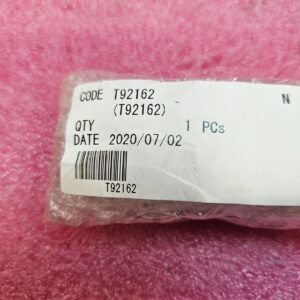 CODE T92162 N
(T92162)
QTY 1 PCs
DATE 2020/07/02
T92162